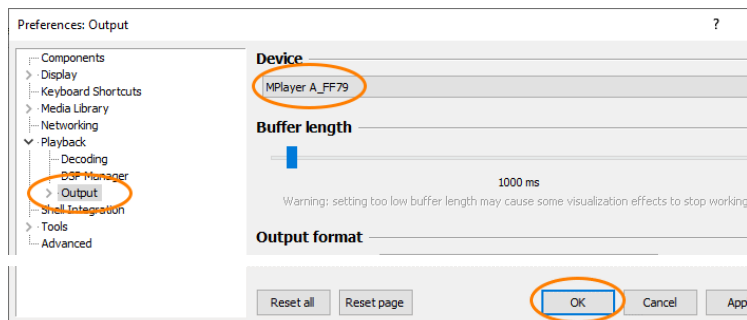 Preferences: Output
?
Components
Display
Keyboard Shortcuts
Media Library
Networking
Playback
Decoding
DSP Manager
Output
Shell Integration
Tools
Advanced
Device
MPlayer A_FF79
Buffer length
1000 ms
Warning: setting too low buffer length may cause some visualization effects to stop working
Output format
Reset all
Reset page
OK
Cancel
App